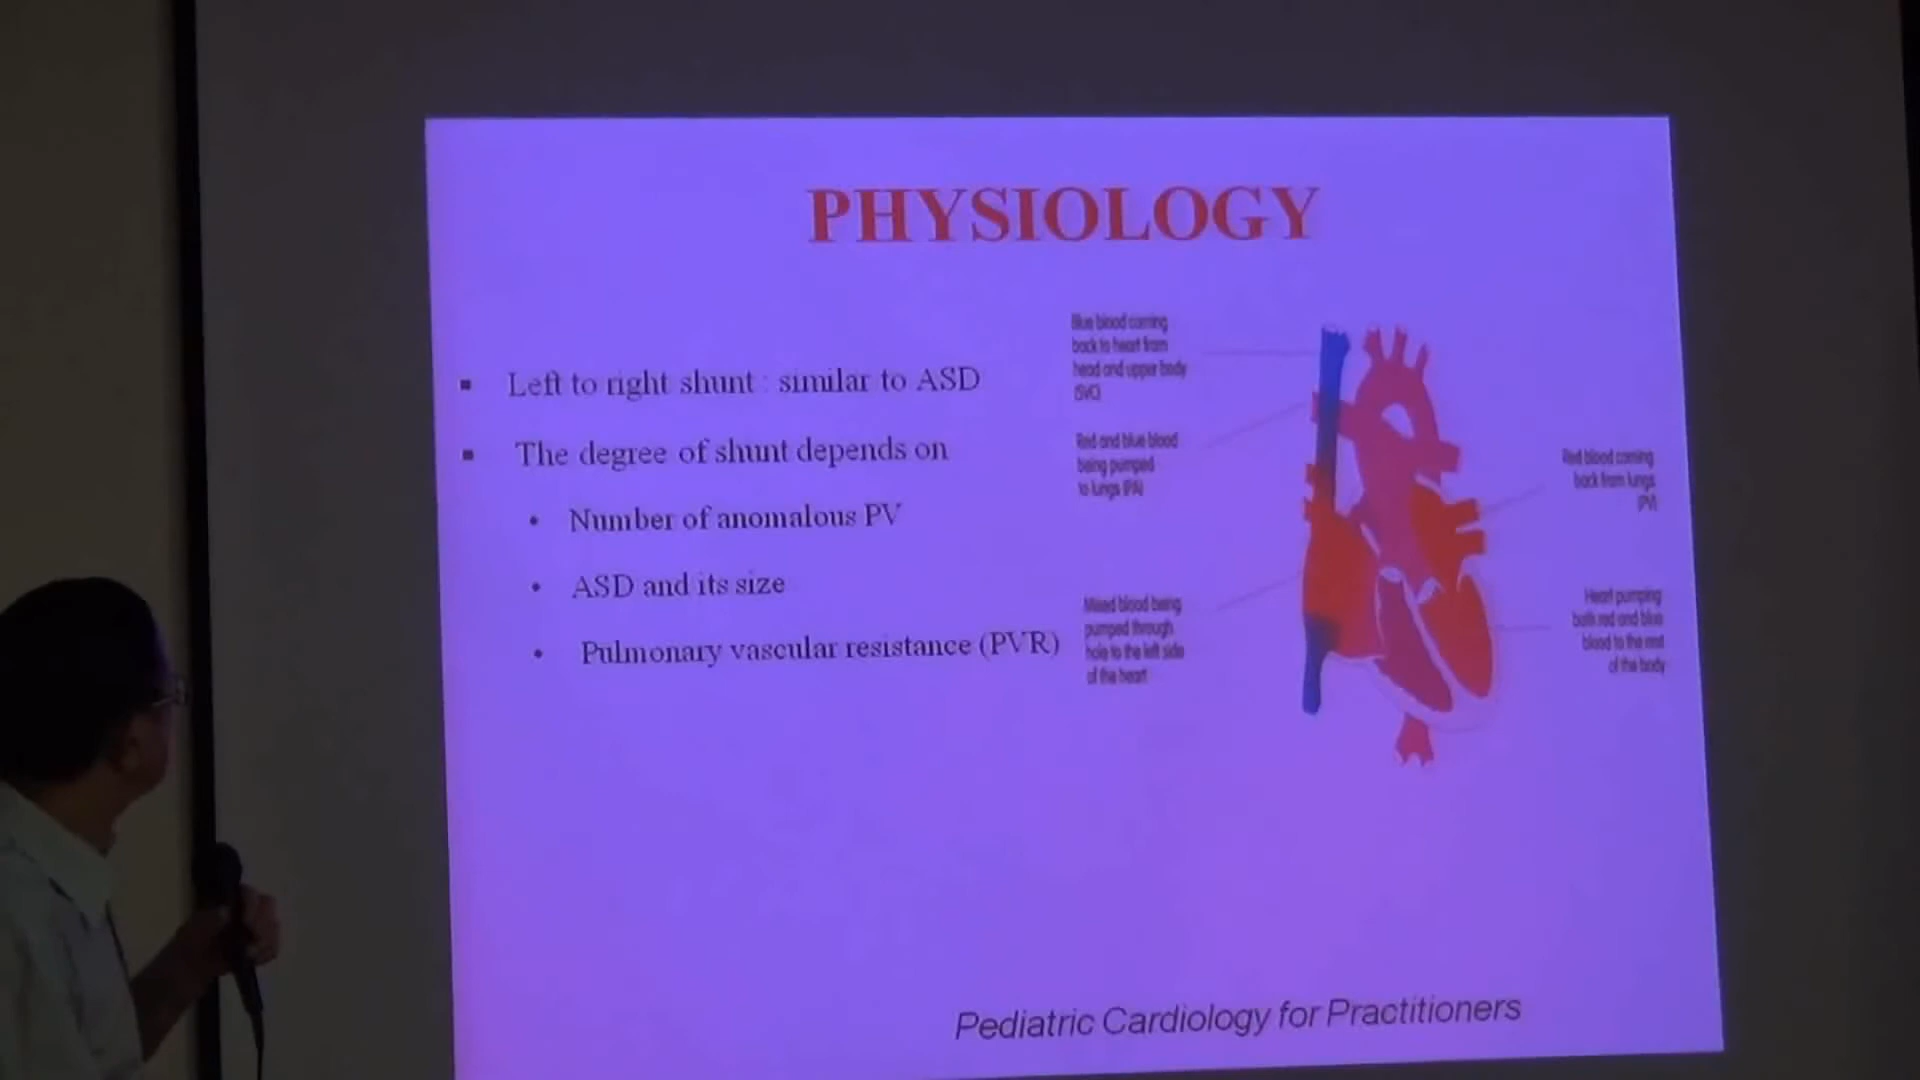 PHYSIOLOGY
Left to right shunt : similar to ASD
The degree of shunt depends on
Number of anomalous PV
ASD and its size
Pulmonary vascular resistance (PVR)
Blue blood coming
back to heart from
head and upper body
(SVC)
Red and blue blood
being pumped
to lungs (PA)
Mixed blood being
pumped through
hole to the left side
of the heart
Red blood coming
back from lungs
(PV)
Heart pumping
both red and blue
blood to the rest
of the body
Pediatric Cardiology for Practitioners